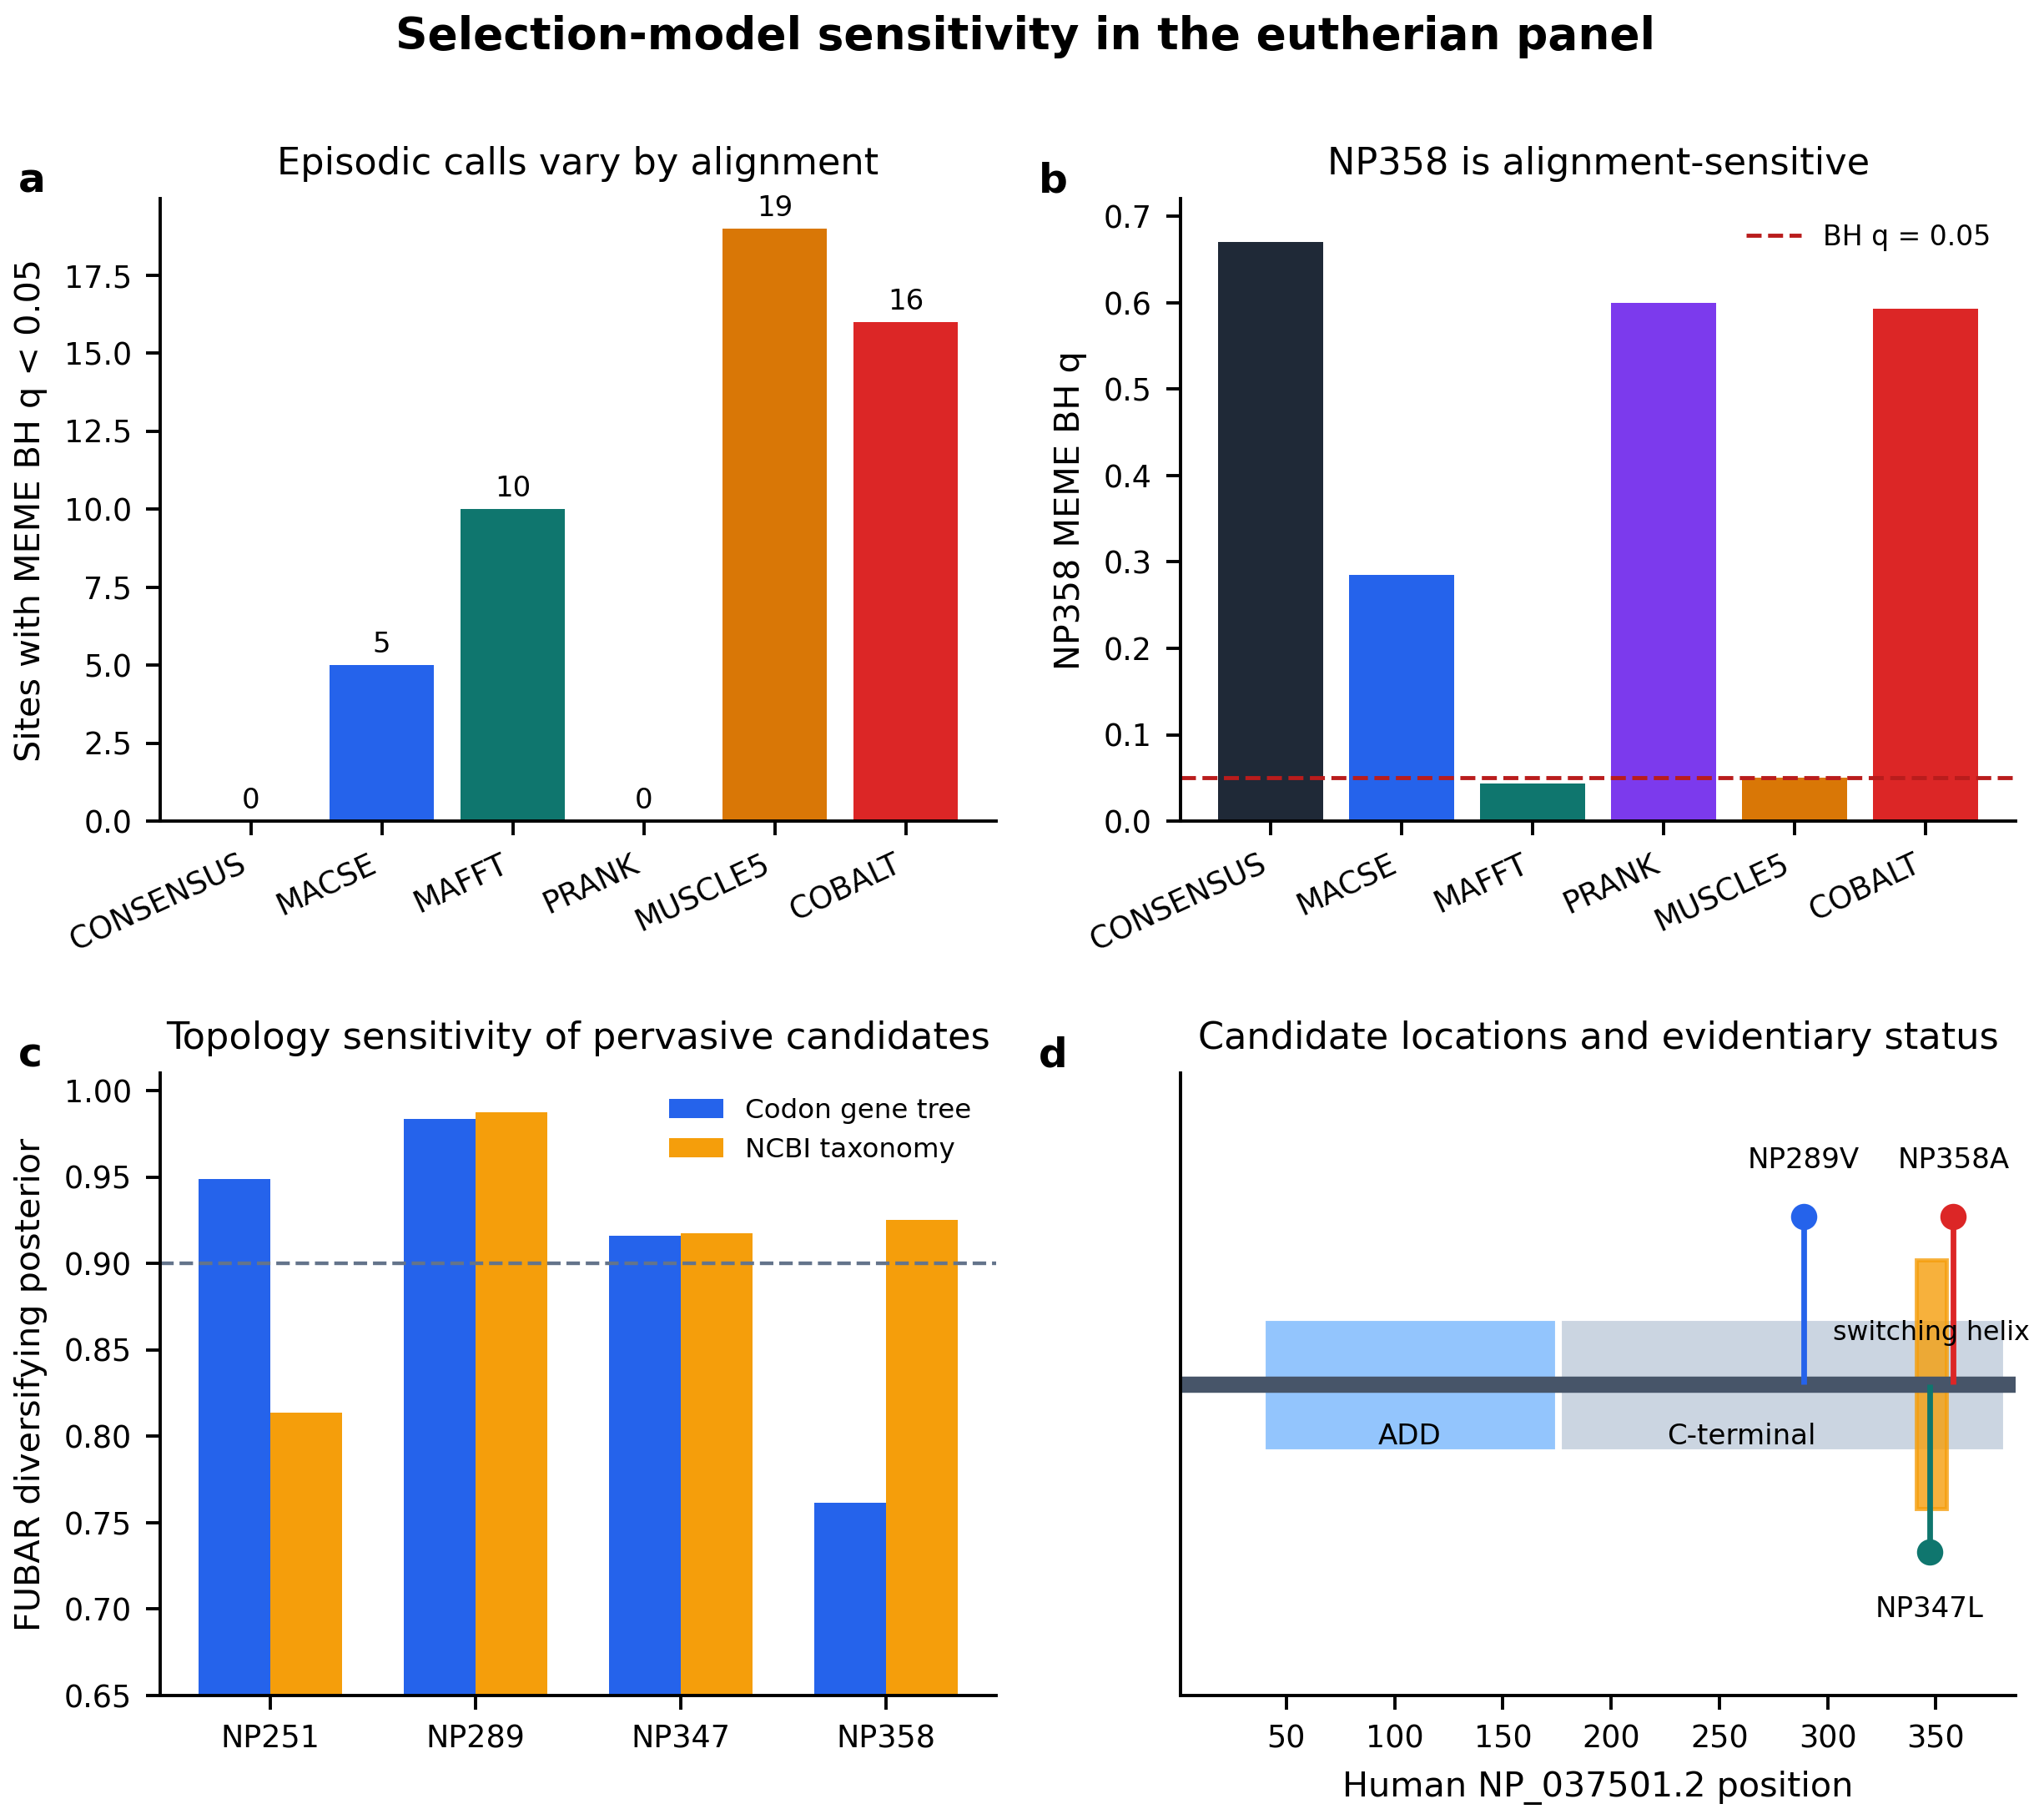 Selection-model sensitivity in the eutherian panel
a
Episodic calls vary by alignment
Sites with MEME BH q < 0.05
17.5
15.0
12.5
10.0
7.5
5.0
2.5
0.0
0
5
10
0
19
16
CONSENSUS
MACSE
MAFFT
PRANK
MUSCLE5
COBALT
b
NP358 is alignment-sensitive
NP358 MEME BH q
0.7
0.6
0.5
0.4
0.3
0.2
0.1
0.0
BH q = 0.05
CONSENSUS
MACSE
MAFFT
PRANK
MUSCLE5
COBALT
c
Topology sensitivity of pervasive candidates
FUBAR diversifying posterior
1.00
0.95
0.90
0.85
0.80
0.75
0.70
0.65
Codon gene tree
NCBI taxonomy
NP251
NP289
NP347
NP358
d
Candidate locations and evidentiary status
NP289V
NP358A
switching helix
ADD
C-terminal
NP347L
50
100
150
200
250
300
350
Human NP_037501.2 position